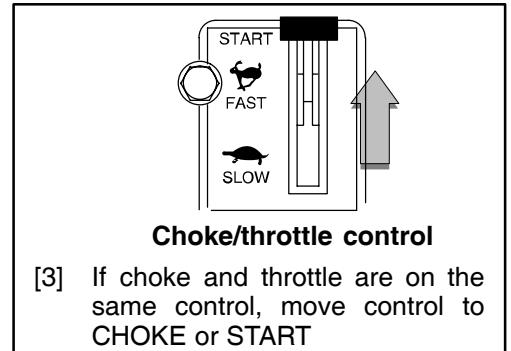 START
FAST
SLOW
Choke/throttle control
[3] If choke and throttle are on the
same control, move control to
CHOKE or START